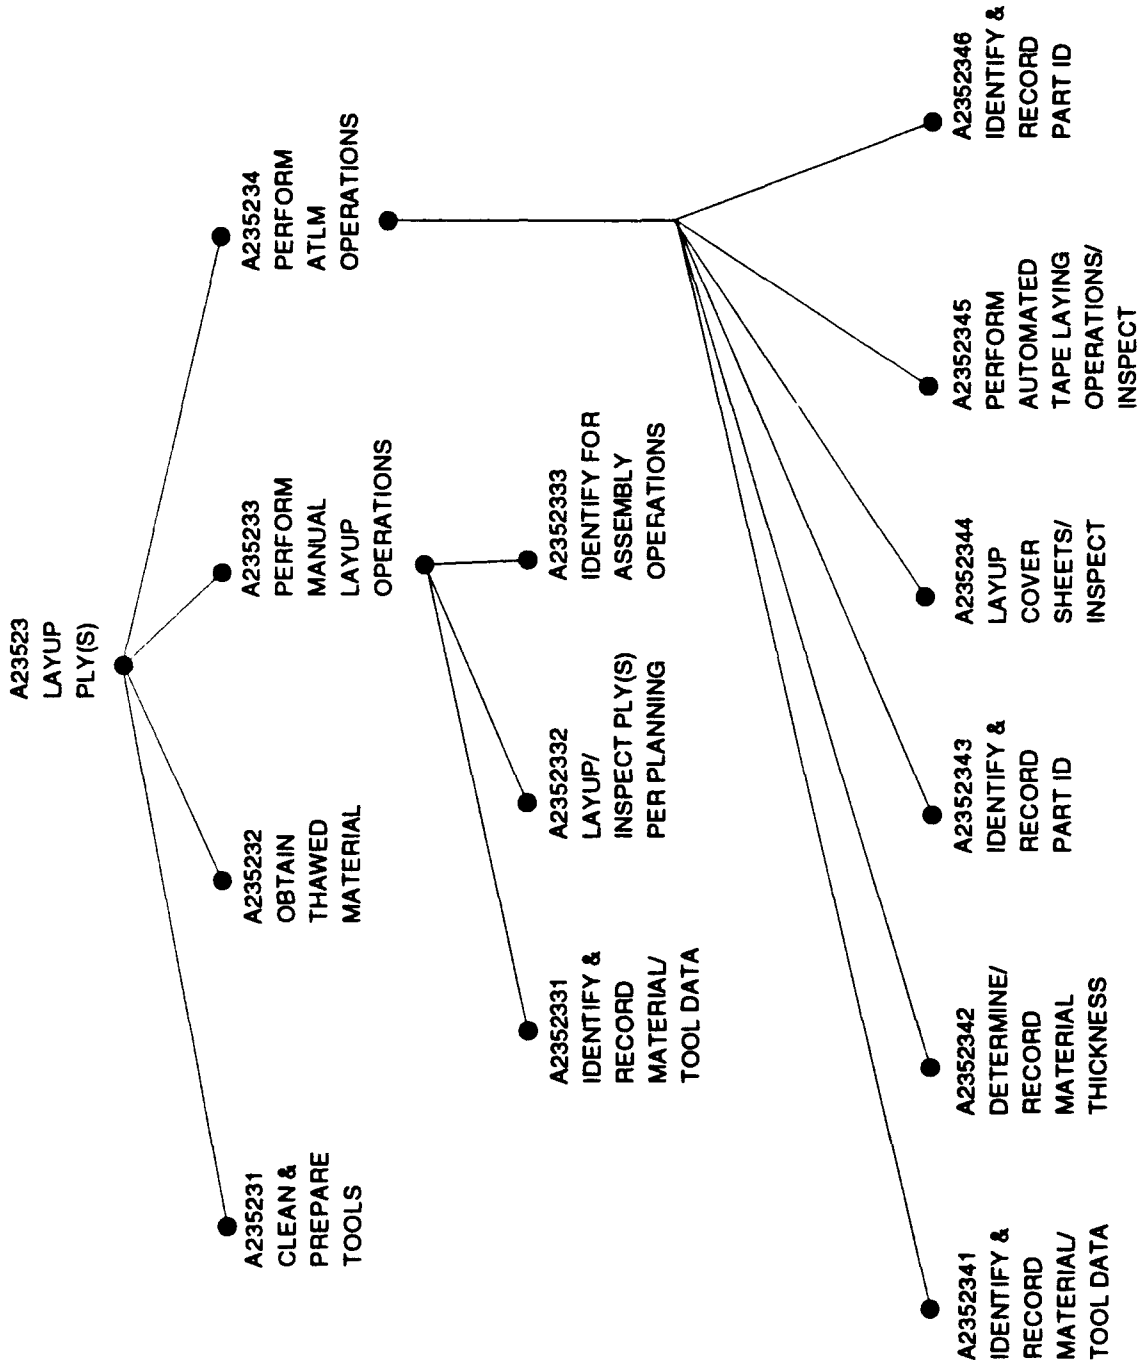 A23523
LAYUP
PLY(S)
A235231
CLEAN &
PREPARE
TOOLS
A235232
OBTAIN
THAWED
MATERIAL
A235233
PERFORM
MANUAL
LAYUP
OPERATIONS
A235234
PERFORM
ATLM
OPERATIONS
A2352331
IDENTIFY &
RECORD
MATERIAL/
TOOL DATA
A2352332
LAYUP/
INSPECT PLY(S)
PER PLANNING
A2352333
IDENTIFY FOR
ASSEMBLY
OPERATIONS
A2352341
IDENTIFY &
RECORD
MATERIAL/
TOOL DATA
A2352342
DETERMINE/
RECORD
MATERIAL
THICKNESS
A2352343
IDENTIFY &
RECORD
PART ID
A2352344
LAYUP
COVER
SHEETS/
INSPECT
A2352345
PERFORM
AUTOMATED
TAPE LAYING
OPERATIONS/
INSPECT
A2352346
IDENTIFY &
RECORD
PART ID